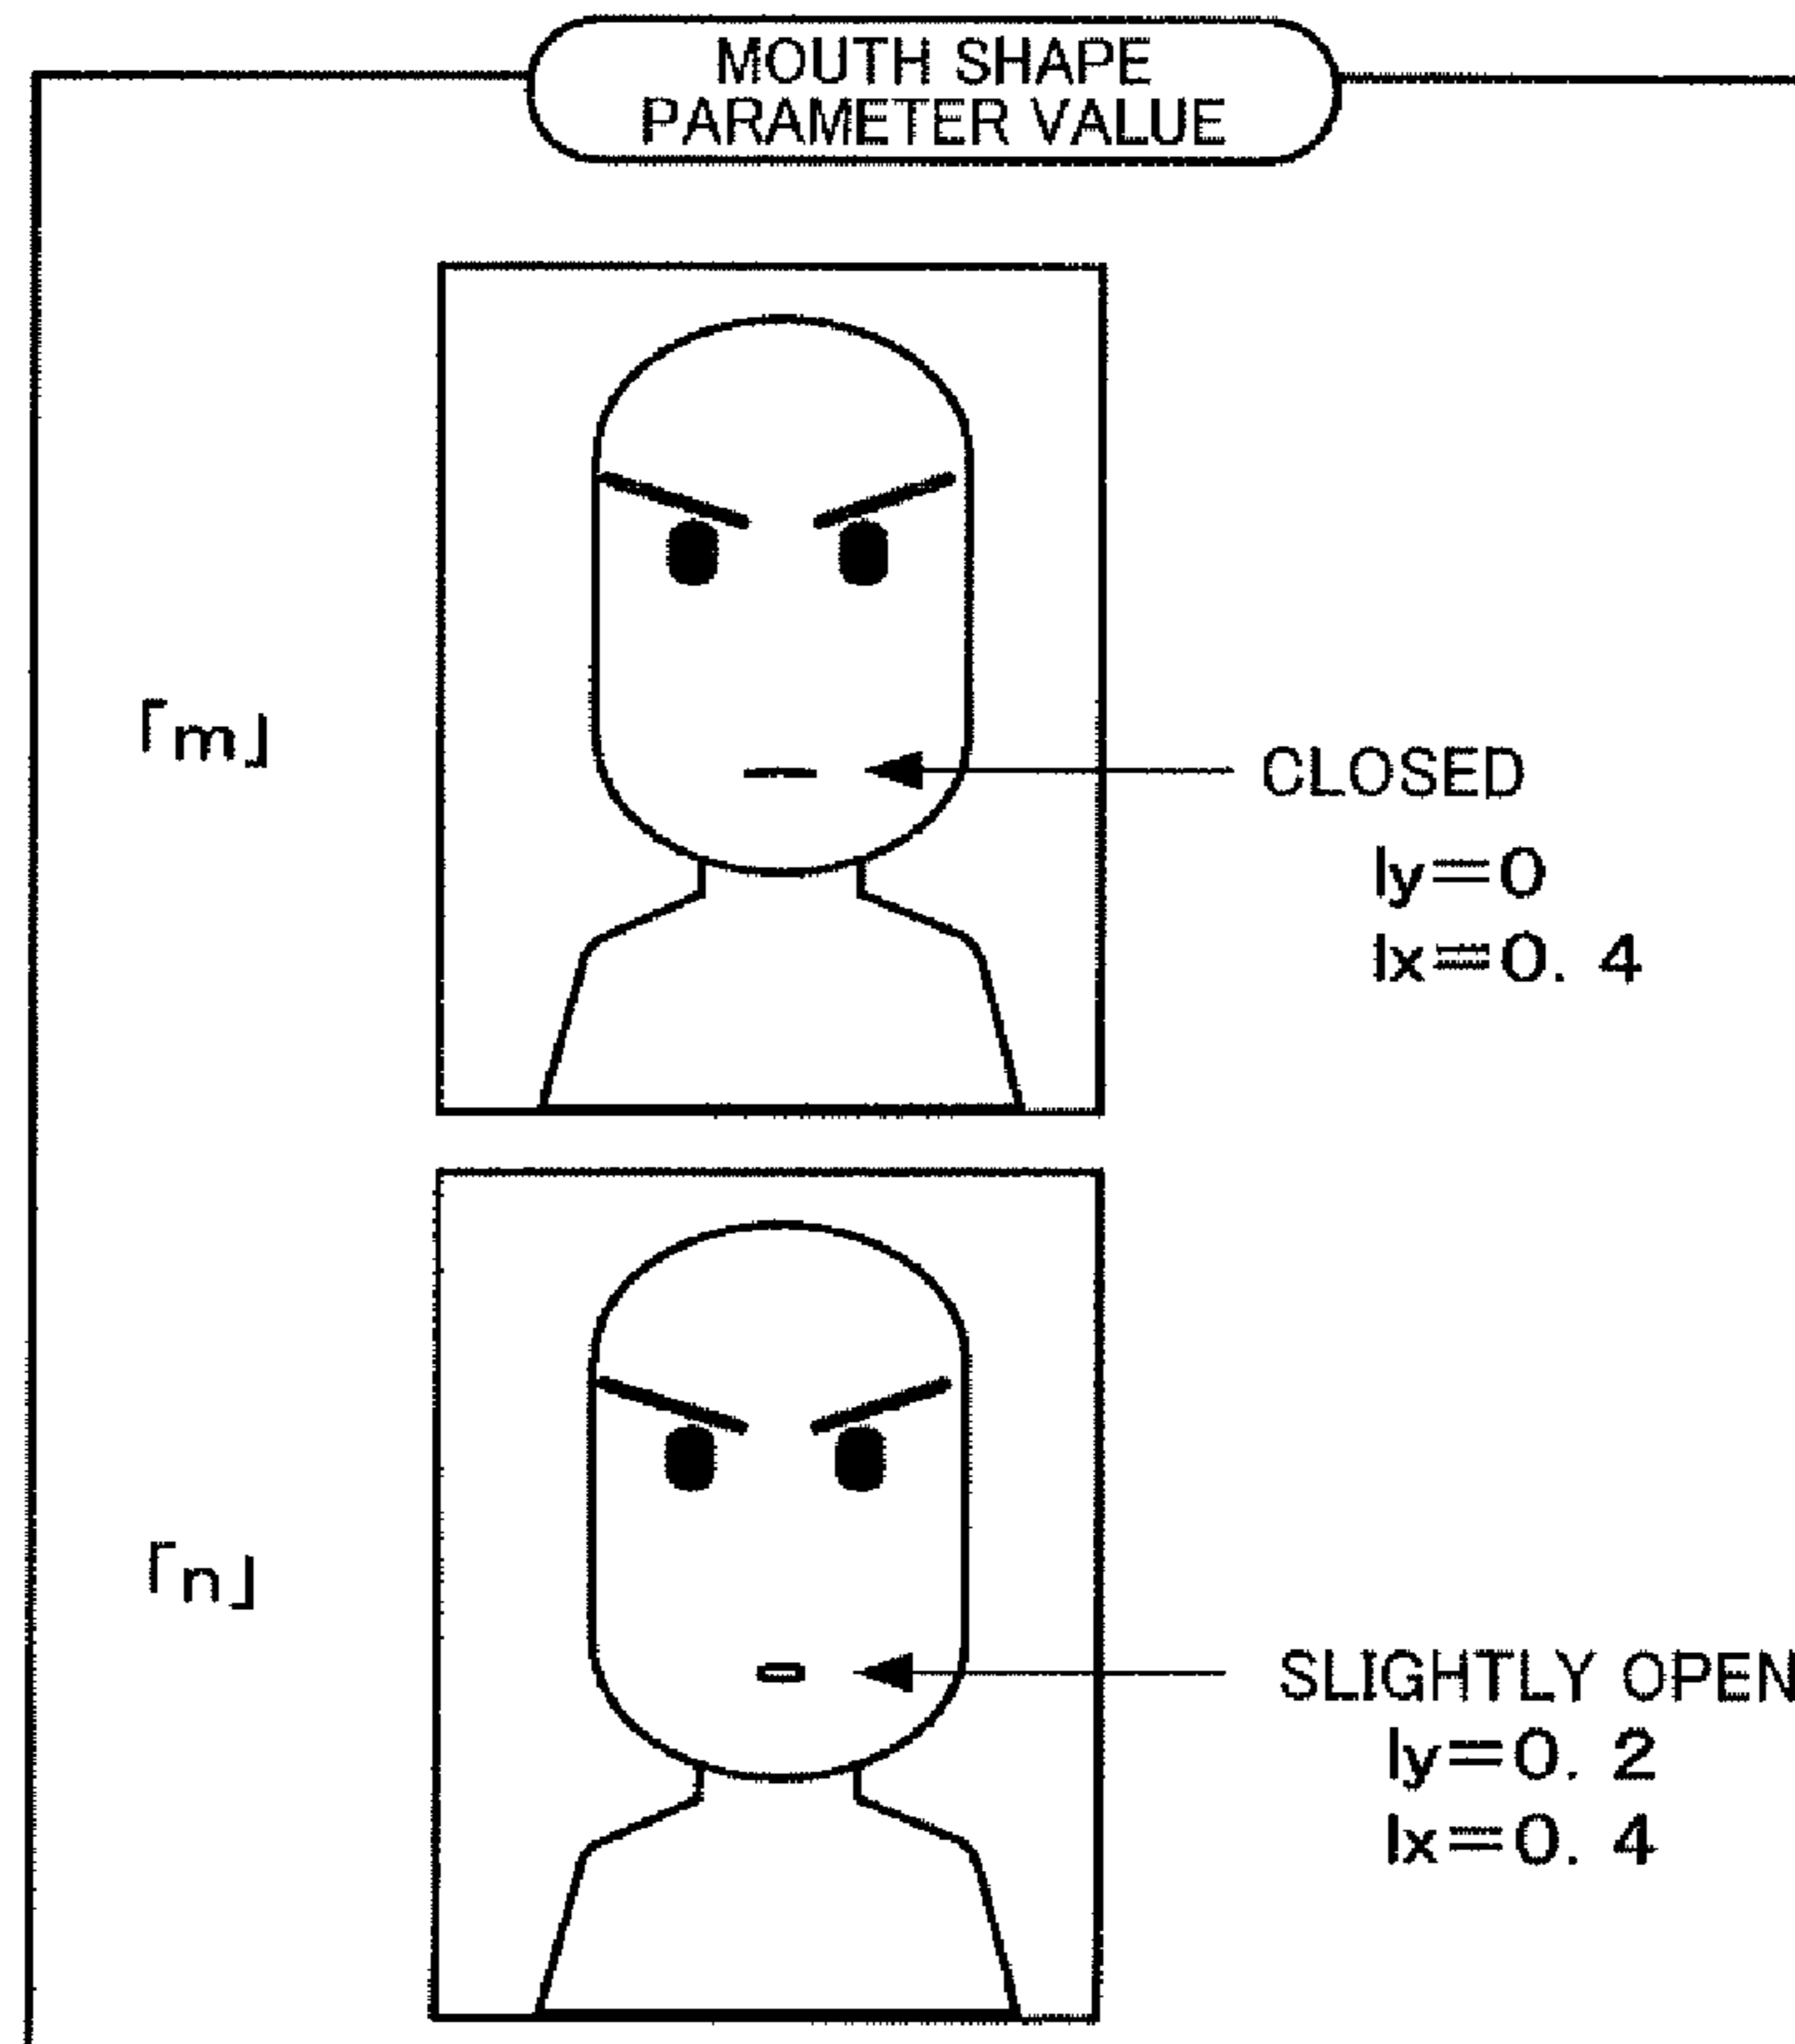 MOUTH SHAPE
PARAMETER VALUE
「m」
CLOSED
ly=0
lx=0. 4
「n」
SLIGHTLY OPEN
ly=0. 2
lx=0. 4